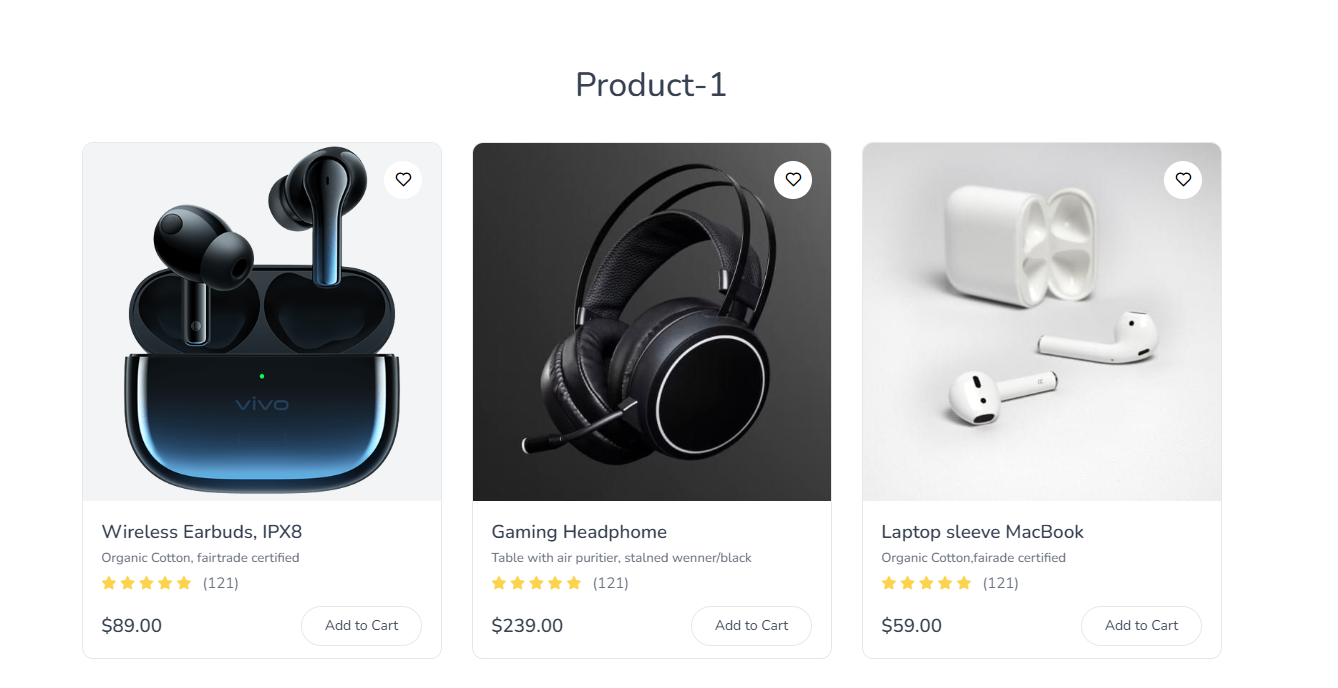 Product-1
vivo
Wireless Earbuds, IPX8
Organic Cotton, fairtrade certified
(121)
$89.00
Add to Cart
Gaming Headphome
Table with air puritier, stalned wenner/black
(121)
$239.00
Add to Cart
Laptop sleeve MacBook
Organic Cotton,fairade certified
(121)
$59.00
Add to Cart